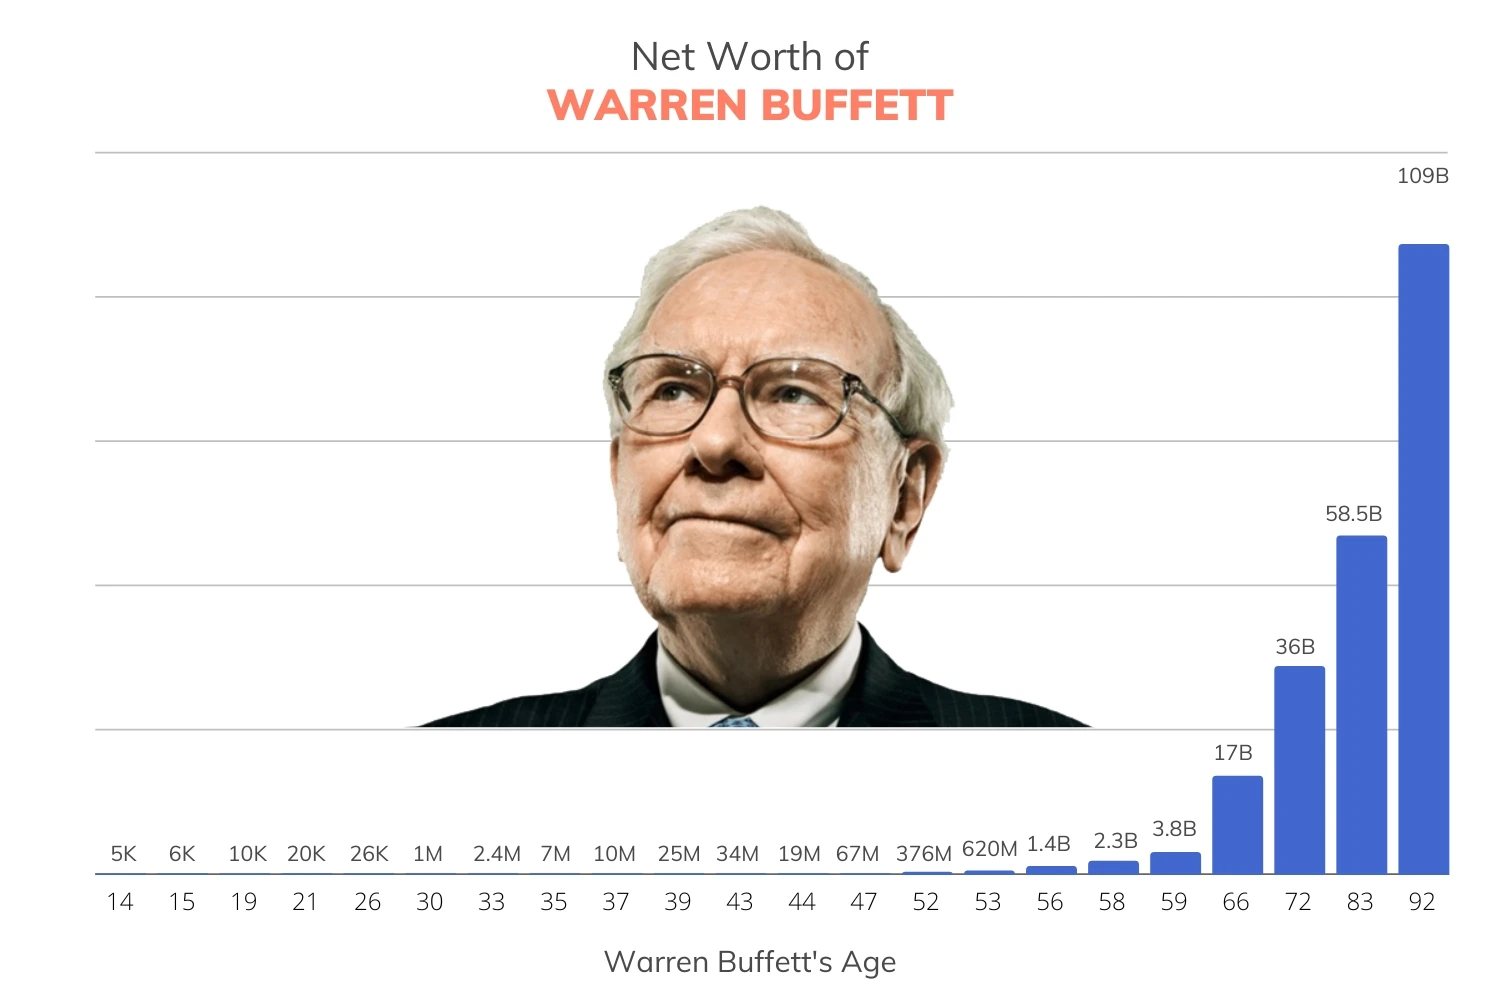 Net Worth of
WARREN BUFFETT
109B
58.5B
36B
17B
5K 6K 10K 20K 26K 1M 2.4M 7M 10M 25M 34M 19M 67M 376M 620M 1.4B 2.3B 3.8B
14 15 19 21 26 30 33 35 37 39 43 44 47 52 53 56 58 59 66 72 83 92
Warren Buffett's Age